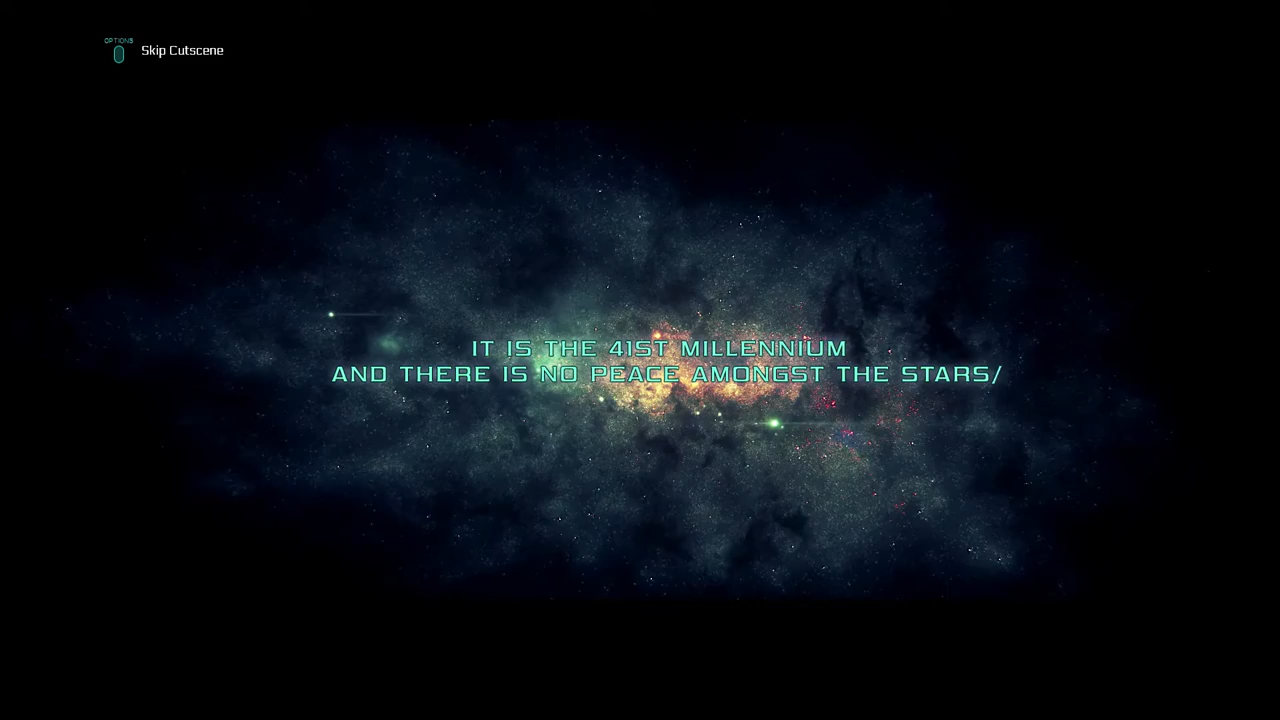 OPTIONS
Skip Cutscene
IT IS THE 41ST MILLENNIUM
AND THERE IS NO PEACE AMONGST THE STARS/